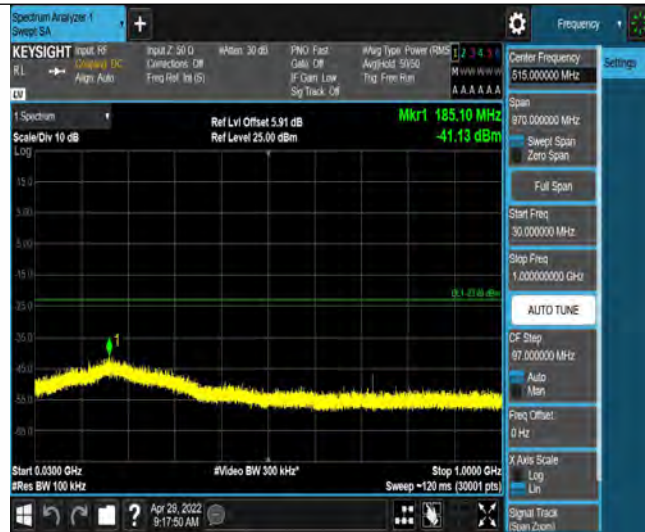 Spectrum Analyzer 1
Swept SA
+
Frequency
KEYSIGHT
Input: RF
Coupling: DC
Align: Auto
Input Z: 50 Ω
Corrections: Off
Freq Ref: Int (S)
#Atten: 30 dB
PNO: Fast
Gate: Off
IF Gain: Low
Sig Track: Off
#Avg Type: Power (RMS
Avg|Hold: 50/50
Trig: Free Run
1 2 3 4 5 6
M W W W W W
A A A A A A
R L
LXI
1 Spectrum
Scale/Div 10 dB
Log
Ref Lvl Offset 5.91 dB
Ref Level 25.00 dBm
Mkr1 185.10 MHz
-41.13 dBm
15.0
5.00
-5.00
-15.0
-25.0
-35.0
-45.0
-55.0
-65.0
1
Start 0.0300 GHz
#Res BW 100 kHz
#Video BW 300 kHz*
Stop 1.0000 GHz
Sweep ~120 ms (30001 pts)
Apr 29, 2022
9:17:50 AM
Center Frequency
515.000000 MHz
Settings
Span
970.000000 MHz
Swept Span
Zero Span
Full Span
Start Freq
30.000000 MHz
Stop Freq
1.000000000 GHz
AUTO TUNE
CF Step
97.000000 MHz
Auto
Man
Freq Offset
0 Hz
X Axis Scale
Log
Lin
Signal Track
(Span Zoom)